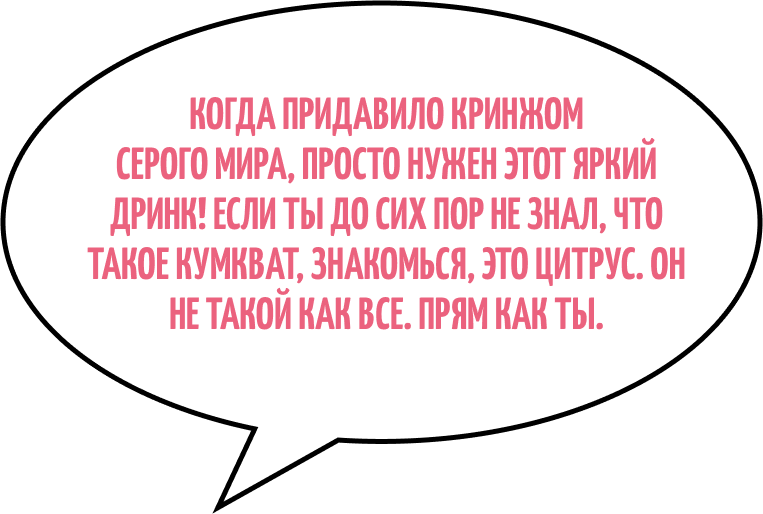 КОГДА ПРИДАВИЛО КРИНЖОМ
СЕРОГО МИРА, ПРОСТО НУЖЕН ЭТОТ ЯРКИЙ
ДРИНК! ЕСЛИ ТЫ ДО СИХ ПОР НЕ ЗНАЛ, ЧТО
ТАКОЕ КУМКВАТ, ЗНАКОМЬСЯ, ЭТО ЦИТРУС. ОН
НЕ ТАКОЙ КАК ВСЕ. ПРЯМ КАК ТЫ.